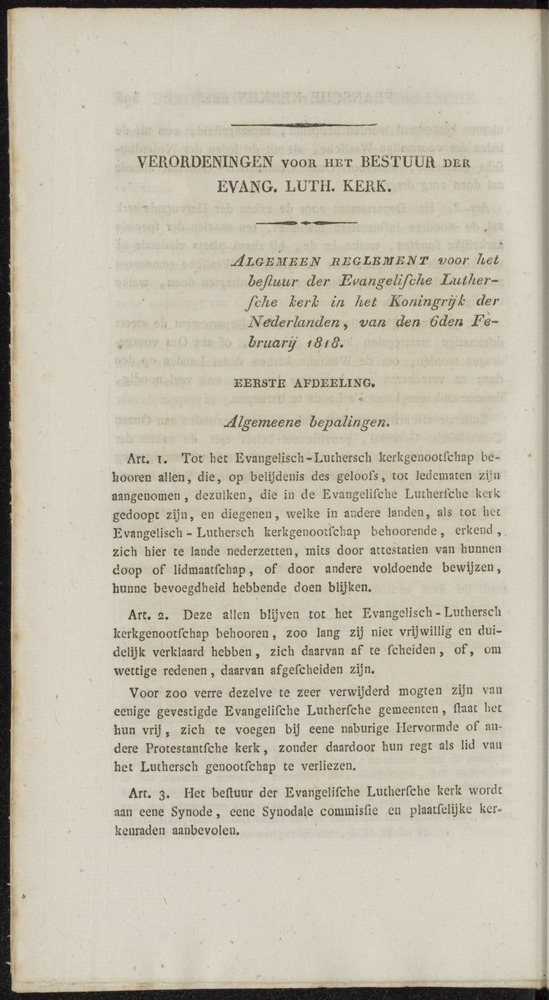 VERORDENINGEN VOOR HET BESTUUR DER
EVANG. LUTH. KERK.
ALGEMEEN REGLEMENT voor het
beſtuur der Evangeliſche Luther-
ſche kerk in het Koningrijk der
Nederlanden, van den 6den Fe-
bruarij 1818.
EERSTE AFDEELING.
Algemeene bepalingen.
Art. 1. Tot het Evangelisch-Luthersch kerkgenootſchap be-
hooren allen, die, op belijdenis des geloofs, tot ledematen zijn
aangenomen, dezulken, die in de Evangeliſche Lutherſche kerk
gedoopt zijn, en diegenen, welke in andere landen, als tot het
Evangelisch-Luthersch kerkgenootſchap behoorende, erkend,
zich hier te lande nederzetten, mits door attestatien van hunnen
doop of lidmaatſchap, of door andere voldoende bewijzen,
hunne bevoegdheid hebbende doen blijken.
Art. 2. Deze allen blijven tot het Evangelisch-Luthersch
kerkgenootſchap behooren, zoo lang zij niet vrijwillig en dui-
delijk verklaard hebben, zich daarvan af te ſcheiden, of, om
wettige redenen, daarvan afgeſcheiden zijn.
Voor zoo verre dezelve te zeer verwijderd mogten zijn van
eenige gevestigde Evangeliſche Lutherſche gemeenten, ſtaat het
hun vrij, zich te voegen bij eene naburige Hervormde of an-
dere Protestantſche kerk, zonder daardoor hun regt als lid van
het Luthersch genootſchap te verliezen.
Art. 3. Het beſtuur der Evangeliſche Lutherſche kerk wordt
aan eene Synode, eene Synodale commisſie en plaatſelijke ker-
kenraden aanbevolen.